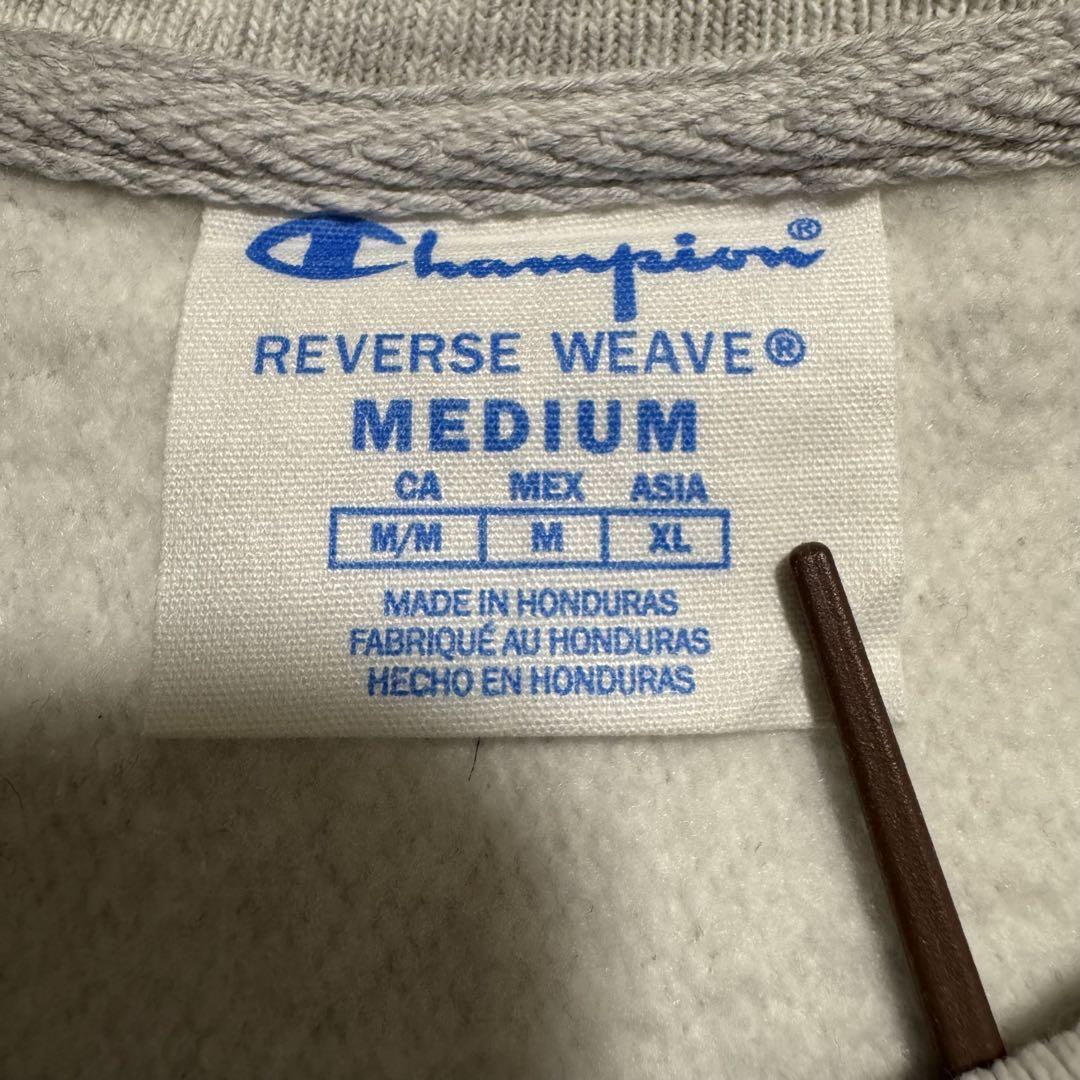 Champion®
REVERSE WEAVE®
MEDIUM
CA MEX ASIA
M/M M XL
MADE IN HONDURAS
FABRIQUÉ AU HONDURAS
HECHO EN HONDURAS